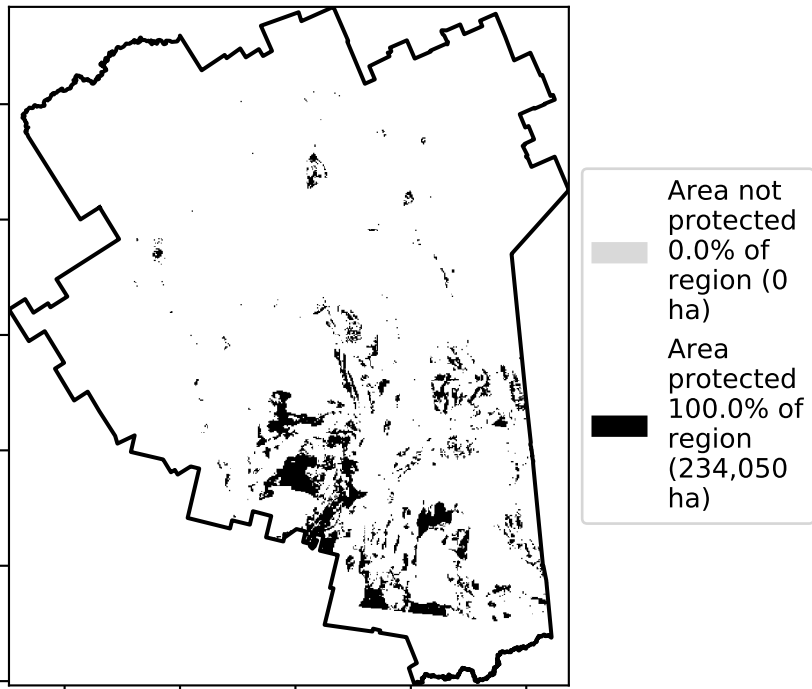 Area not
protected
0.0% of
region (0
ha)
Area
protected
100.0% of
region
(234,050
ha)